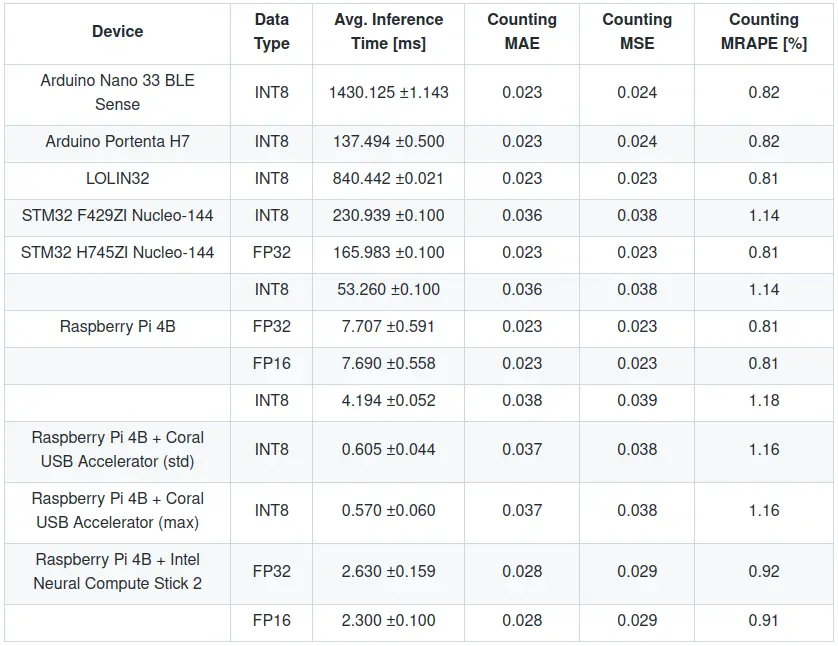 Device Data Type Avg. Inference Time [ms] Counting MAE Counting MSE Counting MRAPE [%]
Arduino Nano 33 BLE Sense INT8 1430.125 ±1.143 0.023 0.024 0.82
Arduino Portenta H7 INT8 137.494 ±0.500 0.023 0.024 0.82
LOLIN32 INT8 840.442 ±0.021 0.023 0.023 0.81
STM32 F429ZI Nucleo-144 INT8 230.939 ±0.100 0.036 0.038 1.14
STM32 H745ZI Nucleo-144 FP32 165.983 ±0.100 0.023 0.023 0.81
INT8 53.260 ±0.100 0.036 0.038 1.14
Raspberry Pi 4B FP32 7.707 ±0.591 0.023 0.023 0.81
FP16 7.690 ±0.558 0.023 0.023 0.81
INT8 4.194 ±0.052 0.038 0.039 1.18
Raspberry Pi 4B + Coral USB Accelerator (std) INT8 0.605 ±0.044 0.037 0.038 1.16
Raspberry Pi 4B + Coral USB Accelerator (max) INT8 0.570 ±0.060 0.037 0.038 1.16
Raspberry Pi 4B + Intel Neural Compute Stick 2 FP32 2.630 ±0.159 0.028 0.029 0.92
FP16 2.300 ±0.100 0.028 0.029 0.91